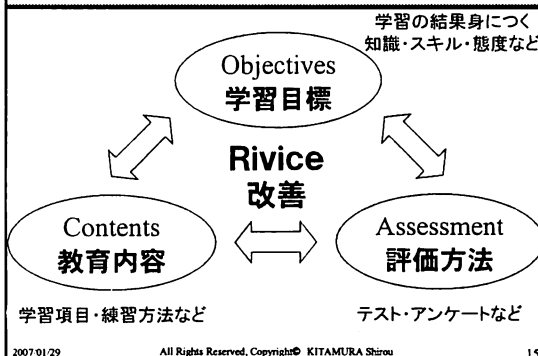 学習の結果身につく
知識・スキル・態度など
Objectives
学習目標
Rivice
改善
Contents
教育内容
Assessment
評価方法
学習項目・練習方法など
テスト・アンケートなど
2007/01/29
All Rights Reserved, Copyright© KITAMURA Shirou
15